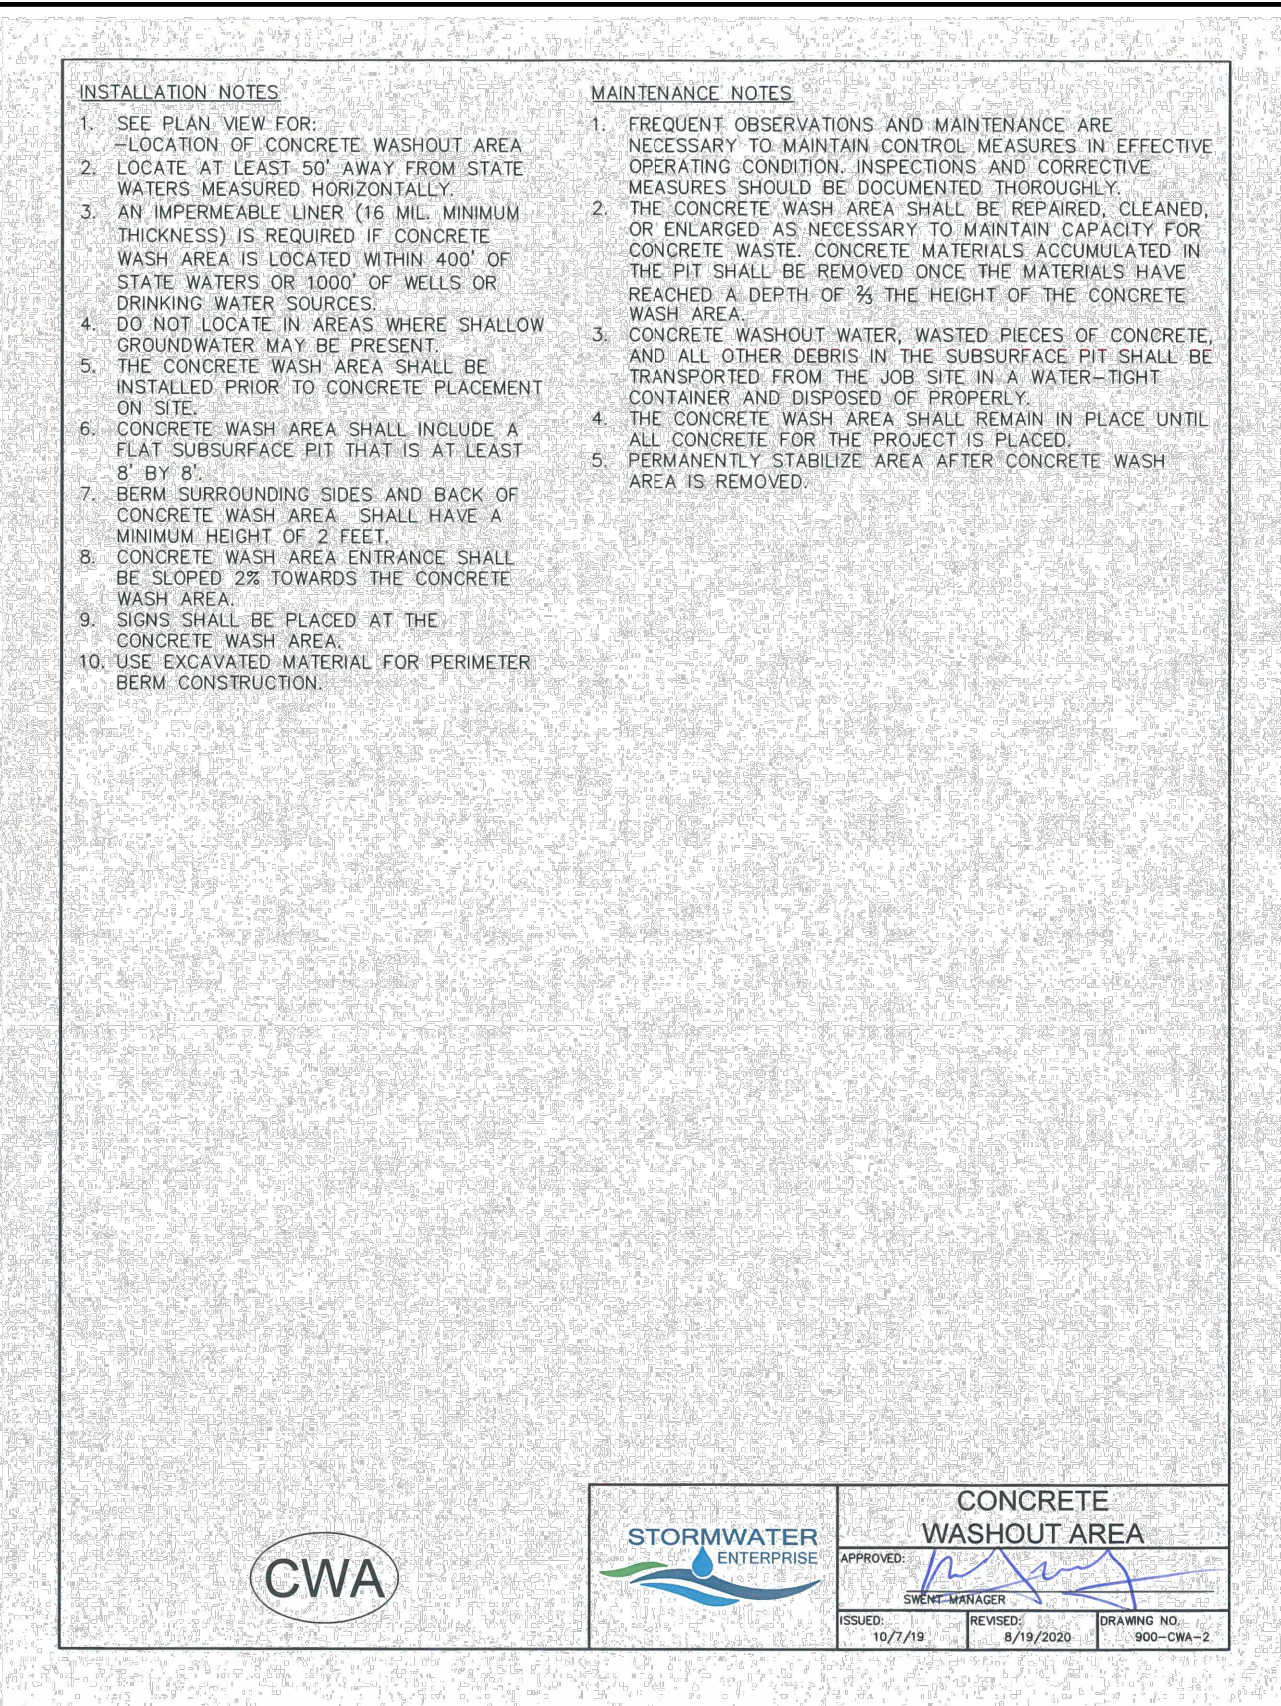 INSTALLATION NOTES
1. SEE PLAN VIEW FOR:
-LOCATION OF CONCRETE WASHOUT AREA
2. LOCATE AT LEAST 50' AWAY FROM STATE
WATERS MEASURED HORIZONTALLY.
3. AN IMPERMEABLE LINER (16 MIL. MINIMUM
THICKNESS) IS REQUIRED IF CONCRETE
WASH AREA IS LOCATED WITHIN 400' OF
STATE WATERS OR 1000' OF WELLS OR
DRINKING WATER SOURCES.
4. DO NOT LOCATE IN AREAS WHERE SHALLOW
GROUNDWATER MAY BE PRESENT.
5. THE CONCRETE WASH AREA SHALL BE
INSTALLED PRIOR TO CONCRETE PLACEMENT
ON SITE.
6. CONCRETE WASH AREA SHALL INCLUDE A
FLAT SUBSURFACE PIT THAT IS AT LEAST
8' BY 8'.
7. BERM SURROUNDING SIDES AND BACK OF
CONCRETE WASH AREA SHALL HAVE A
MINIMUM HEIGHT OF 2 FEET.
8. CONCRETE WASH AREA ENTRANCE SHALL
BE SLOPED 2% TOWARDS THE CONCRETE
WASH AREA.
9. SIGNS SHALL BE PLACED AT THE
CONCRETE WASH AREA.
10. USE EXCAVATED MATERIAL FOR PERIMETER
BERM CONSTRUCTION.
MAINTENANCE NOTES
1. FREQUENT OBSERVATIONS AND MAINTENANCE ARE
NECESSARY TO MAINTAIN CONTROL MEASURES IN EFFECTIVE
OPERATING CONDITION. INSPECTIONS AND CORRECTIVE
MEASURES SHOULD BE DOCUMENTED THOROUGHLY.
2. THE CONCRETE WASH AREA SHALL BE REPAIRED, CLEANED,
OR ENLARGED AS NECESSARY TO MAINTAIN CAPACITY FOR
CONCRETE WASTE. CONCRETE MATERIALS ACCUMULATED IN
THE PIT SHALL BE REMOVED ONCE THE MATERIALS HAVE
REACHED A DEPTH OF ⅔ THE HEIGHT OF THE CONCRETE
WASH AREA.
3. CONCRETE WASHOUT WATER, WASTED PIECES OF CONCRETE,
AND ALL OTHER DEBRIS IN THE SUBSURFACE PIT SHALL BE
TRANSPORTED FROM THE JOB SITE IN A WATER-TIGHT
CONTAINER AND DISPOSED OF PROPERLY.
4. THE CONCRETE WASH AREA SHALL REMAIN IN PLACE UNTIL
ALL CONCRETE FOR THE PROJECT IS PLACED.
5. PERMANENTLY STABILIZE AREA AFTER CONCRETE WASH
AREA IS REMOVED.
CWA
STORMWATER
ENTERPRISE
CONCRETE
WASHOUT AREA
APPROVED:
SWENT MANAGER
ISSUED: 10/7/19
REVISED: 8/19/2020
DRAWING NO. 900-CWA-2